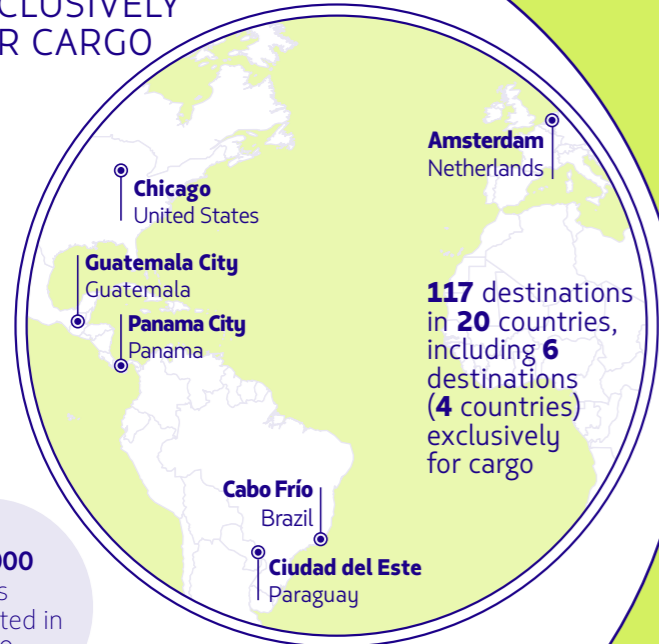 CLUSIVELY
R CARGO
Amsterdam
Netherlands
Chicago
United States
Guatemala City
Guatemala
Panama City
Panama
117 destinations
in 20 countries,
including 6
destinations
(4 countries)
exclusively
for cargo
Cabo Frío
Brazil
Ciudad del Este
Paraguay
000
s
ted in